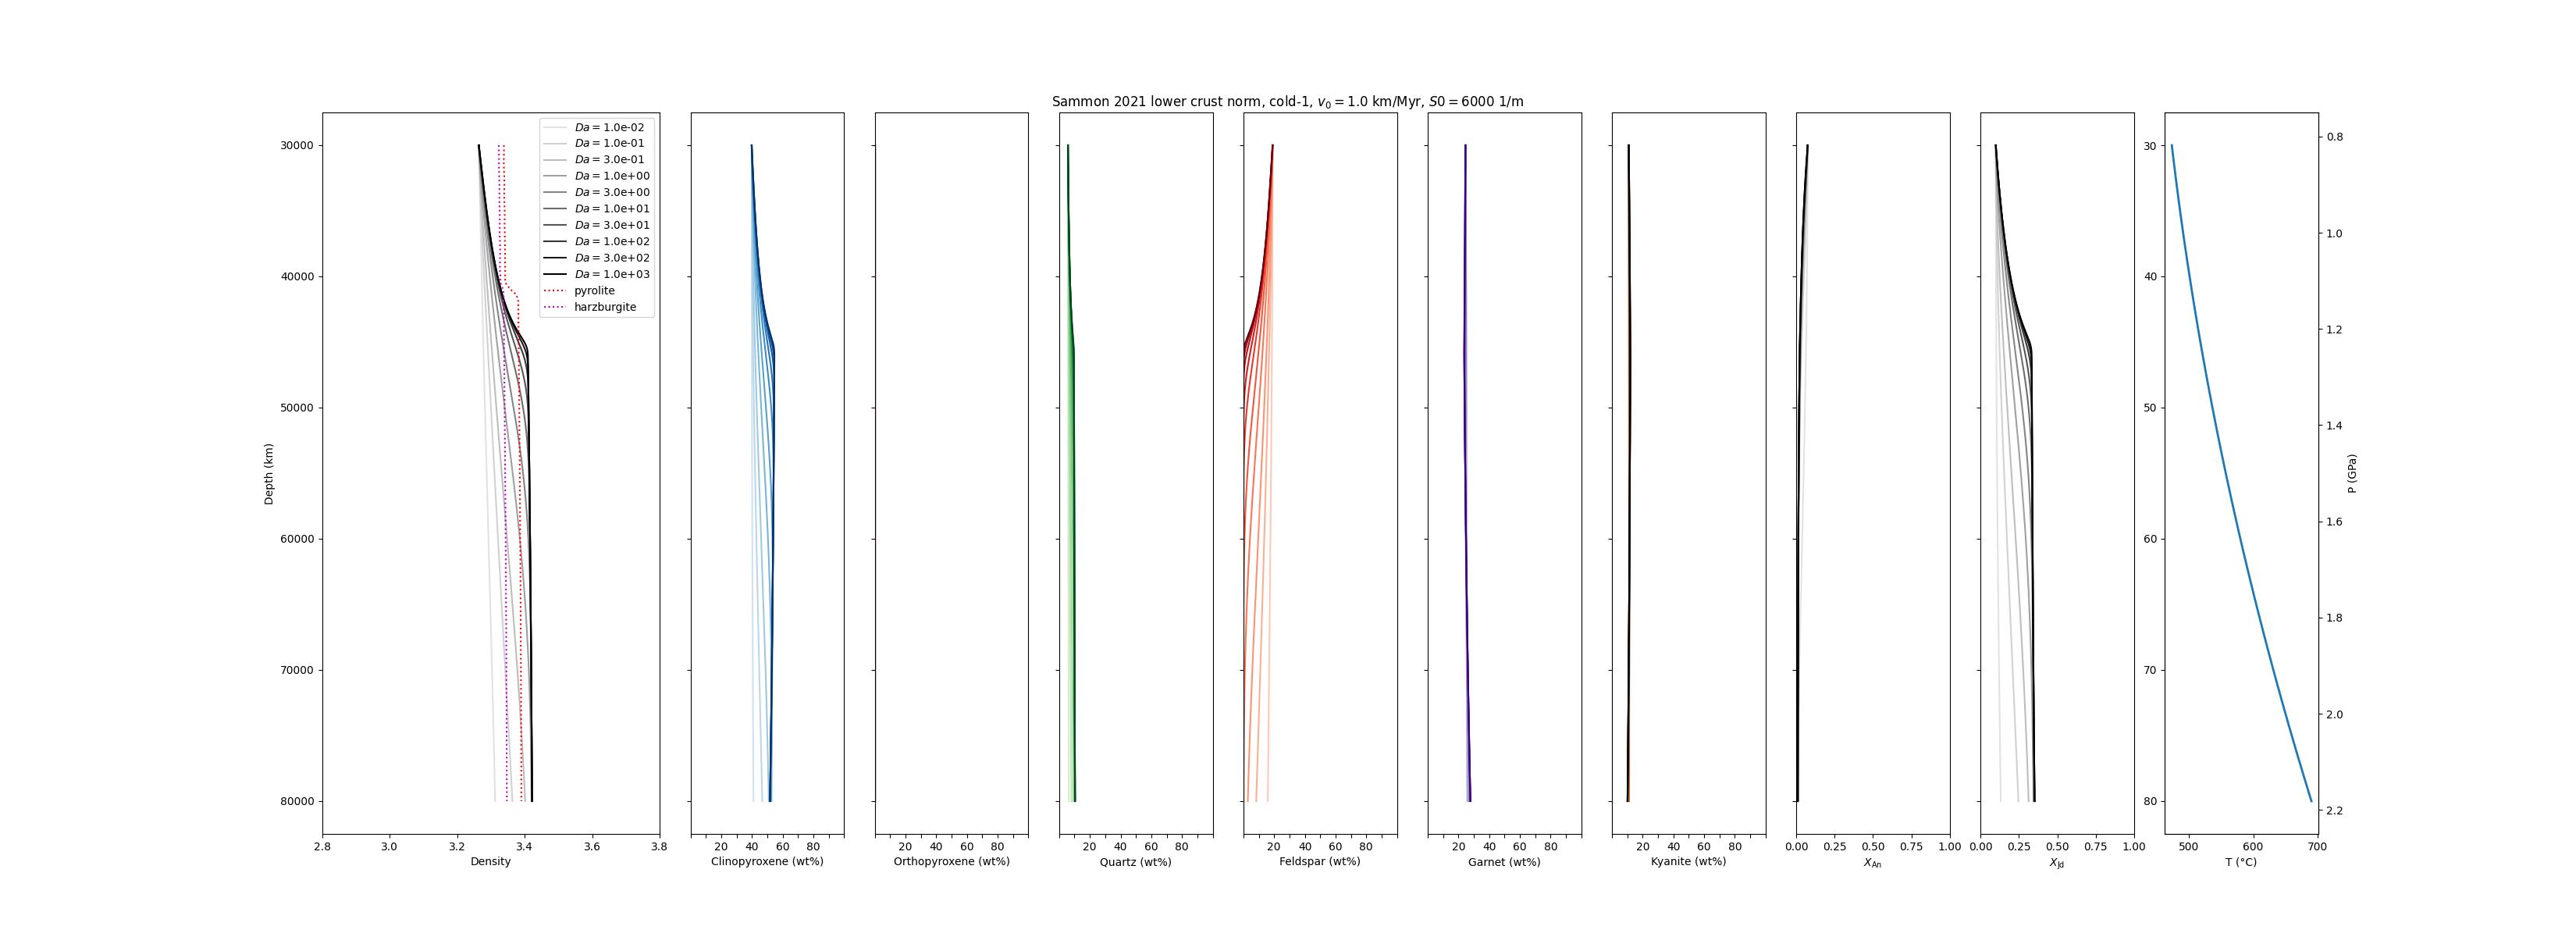 Sammon 2021 lower crust norm, cold-1, v₀ = 1.0 km/Myr, S0 = 6000 1/m
Da = 1.0e-02
Da = 1.0e-01
Da = 3.0e-01
Da = 1.0e+00
Da = 3.0e+00
Da = 1.0e+01
Da = 3.0e+01
Da = 1.0e+02
Da = 3.0e+02
Da = 1.0e+03
pyrolite
harzburgite
30000
40000
50000
60000
70000
80000
Depth (km)
2.8 3.0 3.2 3.4 3.6 3.8
Density
20 40 60 80
Clinopyroxene (wt%)
20 40 60 80
Orthopyroxene (wt%)
20 40 60 80
Quartz (wt%)
20 40 60 80
Feldspar (wt%)
20 40 60 80
Garnet (wt%)
20 40 60 80
Kyanite (wt%)
0.00 0.25 0.50 0.75 1.00
X_An
0.00 0.25 0.50 0.75 1.00
X_Jd
30
40
50
60
70
80
500 600 700
T (°C)
0.8
1.0
1.2
1.4
1.6
1.8
2.0
2.2
P (GPa)